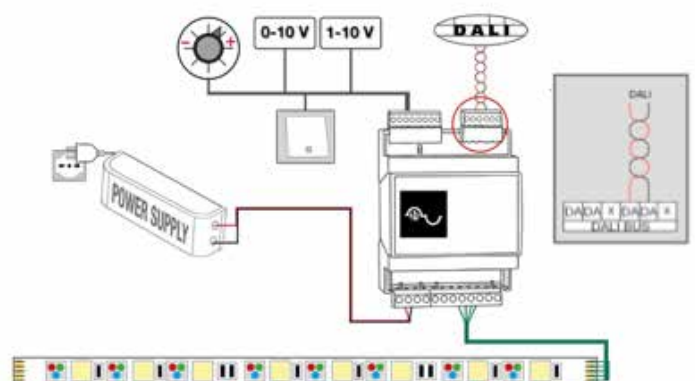 - +
0-10 V
1-10 V
DALI
POWER SUPPLY
DALI
DA DA X DA DA X
DALI BUS